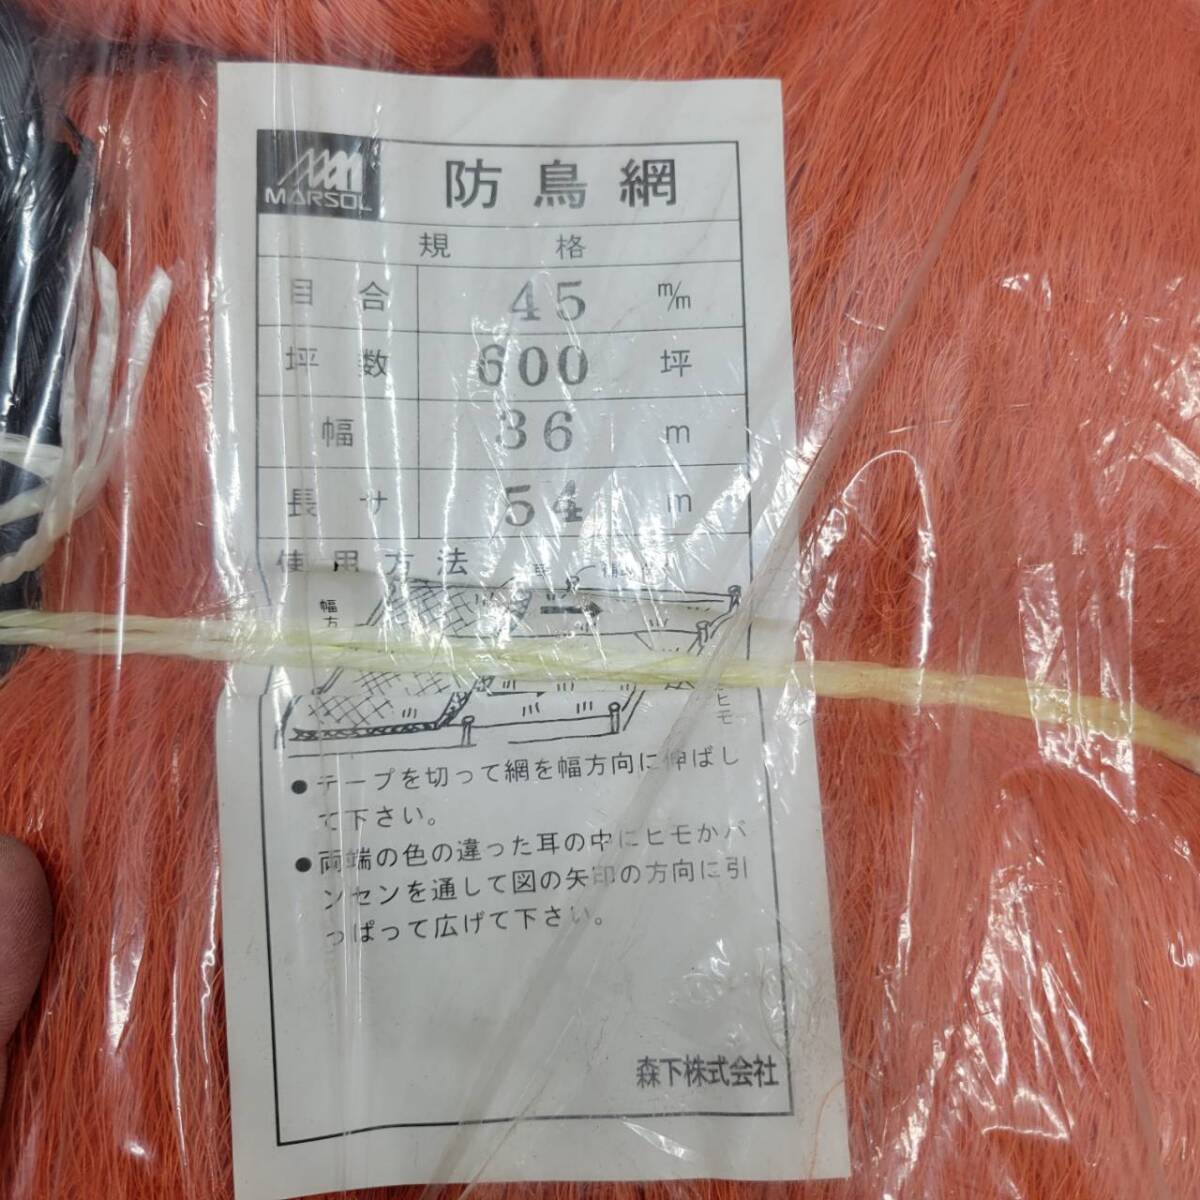 MARSOL
防鳥網
規格
目合 45 m/m
坪数 600 坪
幅 36 m
長サ 54 m
使用方法
幅方
ヒモ
●テープを切って網を幅方向に伸ばし
て下さい。
●両端の色の違った耳の中にヒモかバ
ンセンを通して図の矢印の方向に引
っぱって広げて下さい。
森下株式会社